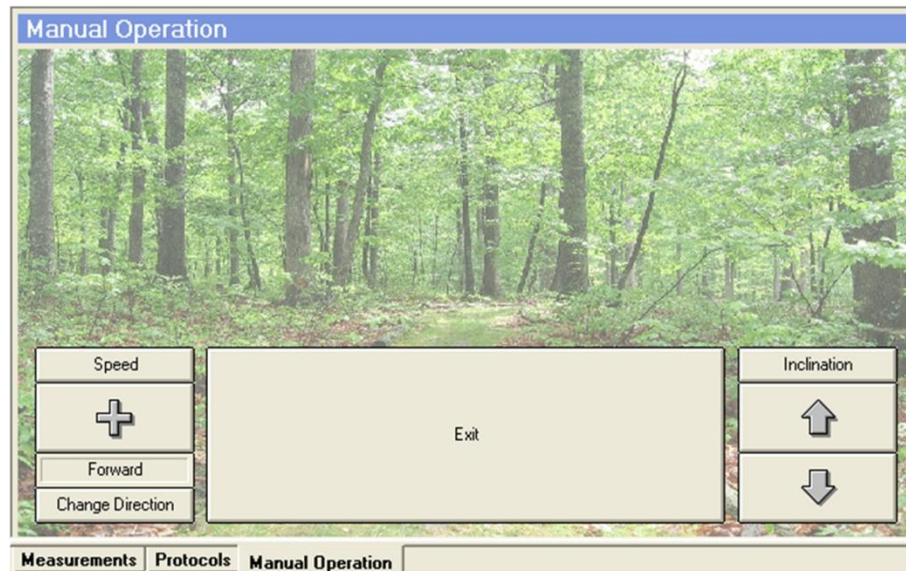 Manual Operation
Speed
Forward
Change Direction
Exit
Inclination
Measurements Protocols Manual Operation